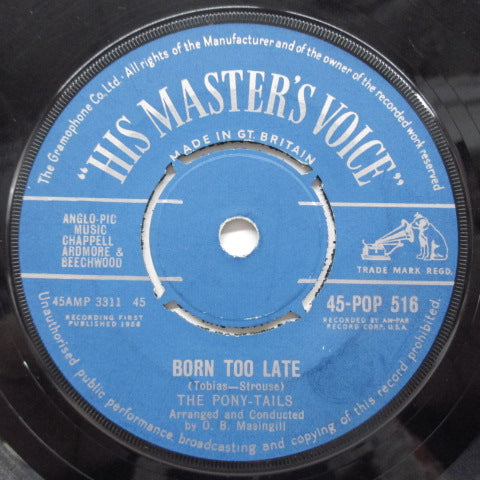 The Gramophone Co. Ltd. - All rights of the Manufacturer and of the owner of the recorded work reserved
"HIS MASTER'S VOICE"
MADE IN GT. BRITAIN
ANGLO-PIC
MUSIC
CHAPPELL
ARDMORE &
BEECHWOOD
TRADE MARK REGD.
45AMP 3311 45
45-POP 516
RECORDING FIRST
PUBLISHED 1958
RECORDED BY AM-PAR
RECORD CORP. U.S.A.
BORN TOO LATE
(Tobias—Strouse)
THE PONY-TAILS
Arranged and Conducted
by D. B. Masingill
Unauthorised public performance, broadcasting and copying of this record prohibited.